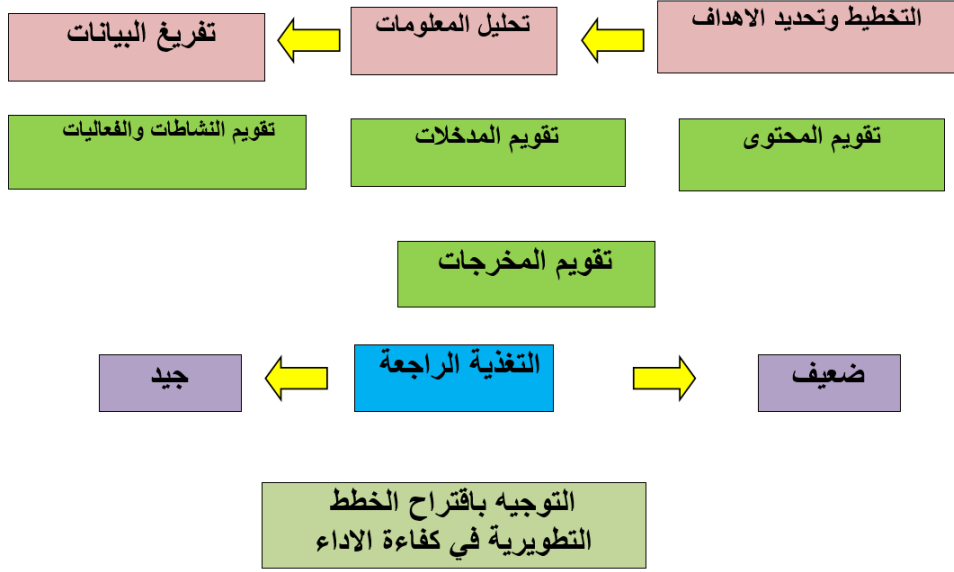 التخطيط وتحديد الاهداف
تحليل المعلومات
تفريغ البيانات
تقويم المحتوى
تقويم المدخلات
تقويم النشاطات والفعاليات
تقويم المخرجات
ضعيف
التغذية الراجعة
جيد
التوجيه باقتراح الخطط
التطويرية في كفاءة الاداء